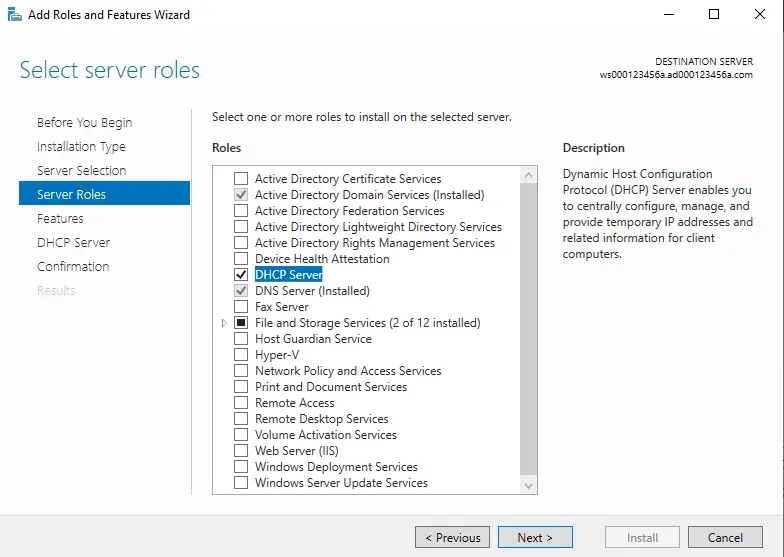 Add Roles and Features Wizard
Select server roles
DESTINATION SERVER
ws000123456a.ad000123456a.com
Before You Begin
Installation Type
Server Selection
Server Roles
Features
DHCP Server
Confirmation
Results
Select one or more roles to install on the selected server.
Roles
Active Directory Certificate Services
Active Directory Domain Services (Installed)
Active Directory Federation Services
Active Directory Lightweight Directory Services
Active Directory Rights Management Services
Device Health Attestation
DHCP Server
DNS Server (Installed)
Fax Server
File and Storage Services (2 of 12 installed)
Host Guardian Service
Hyper-V
Network Policy and Access Services
Print and Document Services
Remote Access
Remote Desktop Services
Volume Activation Services
Web Server (IIS)
Windows Deployment Services
Windows Server Update Services
Description
Dynamic Host Configuration
Protocol (DHCP) Server enables you
to centrally configure, manage, and
provide temporary IP addresses and
related information for client
computers.
< Previous
Next >
Install
Cancel